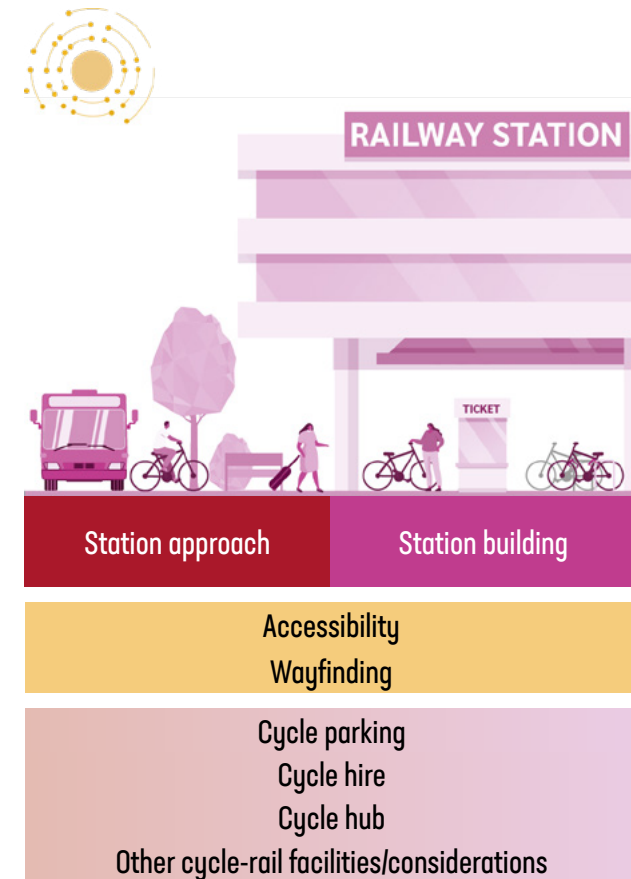 RAILWAY STATION
TICKET
Station approach
Station building
Accessibility
Wayfinding
Cycle parking
Cycle hire
Cycle hub
Other cycle-rail facilities/considerations